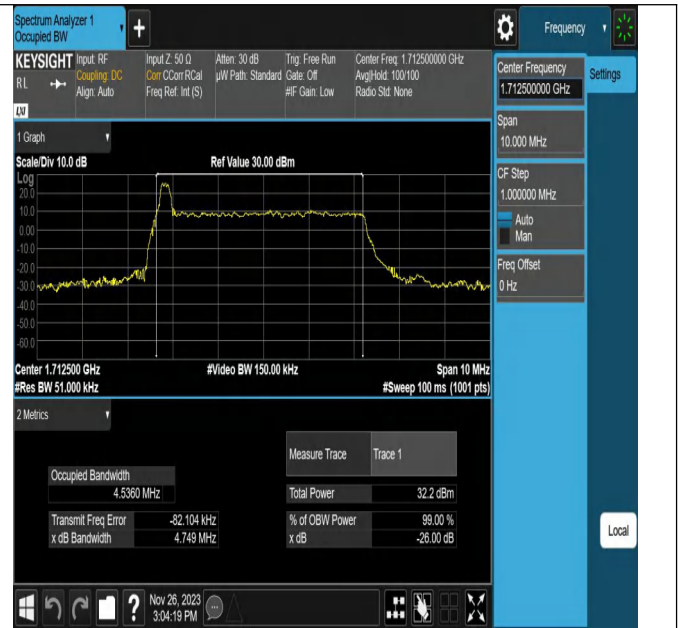 Spectrum Analyzer 1
Occupied BW
+
Frequency
KEYSIGHT
RL
LXI
Input: RF
Coupling: DC
Align: Auto
Input Z: 50 Ω
Corr CCorr RCal
Freq Ref: Int (S)
Atten: 30 dB
µW Path: Standard
Trig: Free Run
Gate: Off
#IF Gain: Low
Center Freq: 1.712500000 GHz
Avg|Hold: 100/100
Radio Std: None
Center Frequency
1.712500000 GHz
Settings
Span
10.000 MHz
CF Step
1.000000 MHz
Auto
Man
Freq Offset
0 Hz
Local
1 Graph
Scale/Div 10.0 dB
Ref Value 30.00 dBm
Log
20.0
10.0
0.00
-10.0
-20.0
-30.0
-40.0
-50.0
-60.0
Center 1.712500 GHz
#Video BW 150.00 kHz
Span 10 MHz
#Res BW 51.000 kHz
#Sweep 100 ms (1001 pts)
2 Metrics
Measure Trace Trace 1
Occupied Bandwidth
4.5360 MHz
Total Power 32.2 dBm
Transmit Freq Error -82.104 kHz
% of OBW Power 99.00 %
x dB Bandwidth 4.749 MHz
x dB -26.00 dB
?
Nov 26, 2023
3:04:19 PM